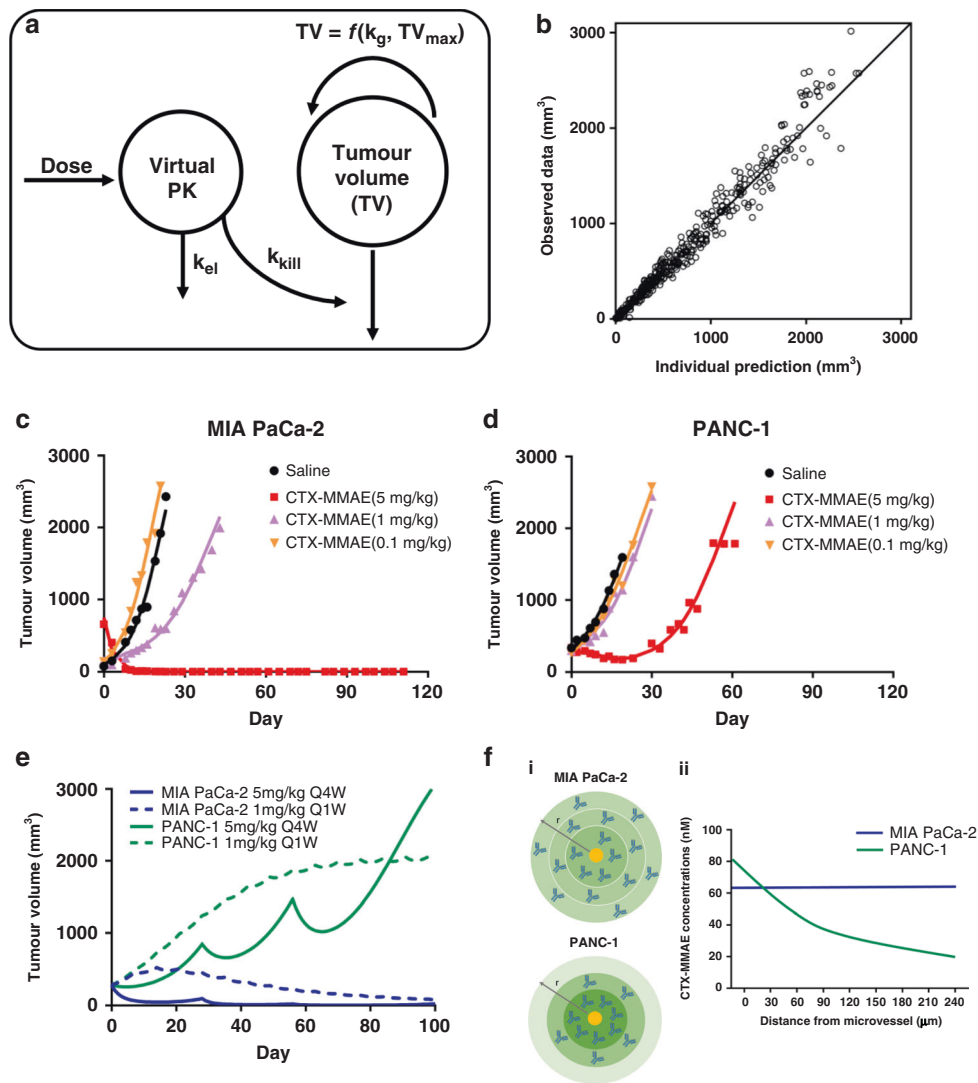 a
TV = f(kg, TVmax)
Dose
Virtual
PK
Tumour
volume
(TV)
kel
kkill
b
Observed data (mm³)
3000
2000
1000
0
0 1000 2000 3000
Individual prediction (mm³)
c
MIA PaCa-2
Tumour volume (mm³)
3000
2000
1000
0
Saline
CTX-MMAE(5 mg/kg)
CTX-MMAE(1 mg/kg)
CTX-MMAE(0.1 mg/kg)
0 30 60 90 120
Day
d
PANC-1
Tumour volume (mm³)
3000
2000
1000
0
Saline
CTX-MMAE(5 mg/kg)
CTX-MMAE(1 mg/kg)
CTX-MMAE(0.1 mg/kg)
0 30 60 90 120
Day
e
Tumour volume (mm³)
3000
2000
1000
0
MIA PaCa-2 5mg/kg Q4W
MIA PaCa-2 1mg/kg Q1W
PANC-1 5mg/kg Q4W
PANC-1 1mg/kg Q1W
0 20 40 60 80 100
Day
f
i
MIA PaCa-2
r
PANC-1
r
ii
CTX-MMAE concentrations (nM)
100
80
60
40
20
0
MIA PaCa-2
PANC-1
0 30 60 90 120 150 180 210 240
Distance from microvessel (μm)